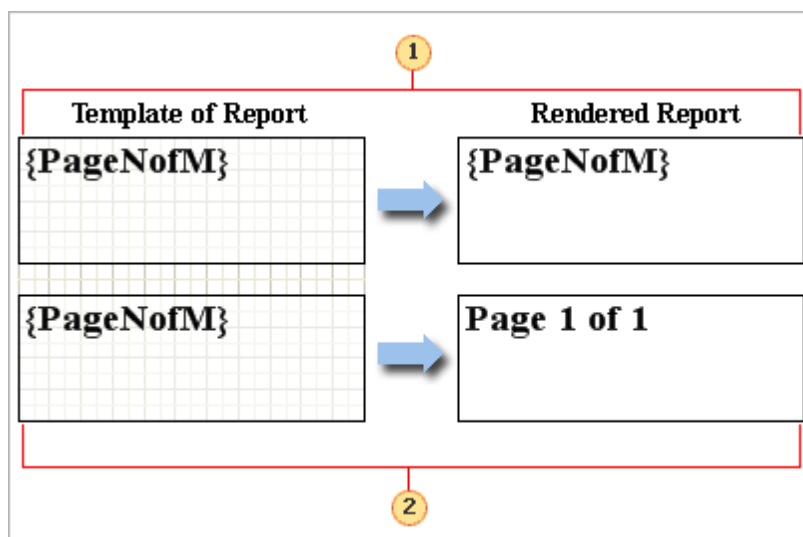 1
Template of Report Rendered Report
{PageNofM} {PageNofM}
{PageNofM} Page 1 of 1
2